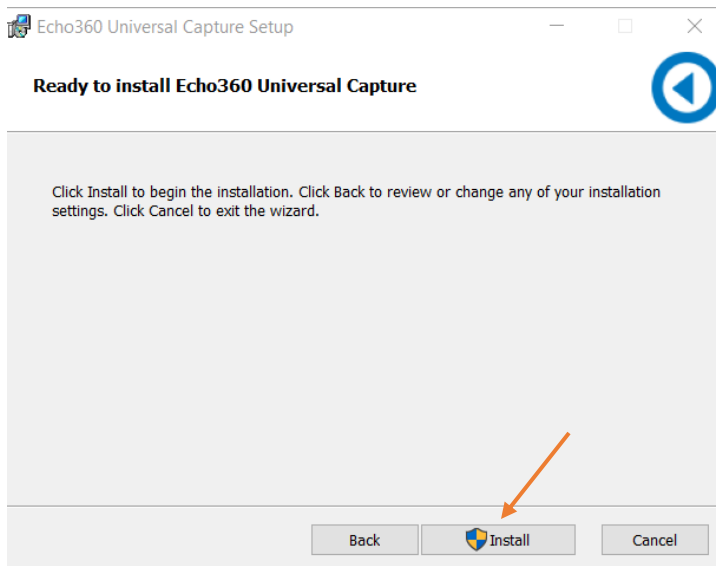 Echo360 Universal Capture Setup
Ready to install Echo360 Universal Capture
Click Install to begin the installation. Click Back to review or change any of your installation
settings. Click Cancel to exit the wizard.
Back Install Cancel